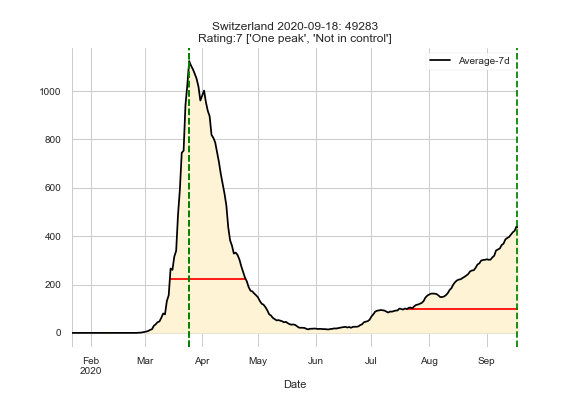 Switzerland 2020-09-18: 49283
Rating:7 ['One peak', 'Not in control']
Average-7d
1000
800
600
400
200
0
Feb Mar Apr May Jun Jul Aug Sep
2020
Date